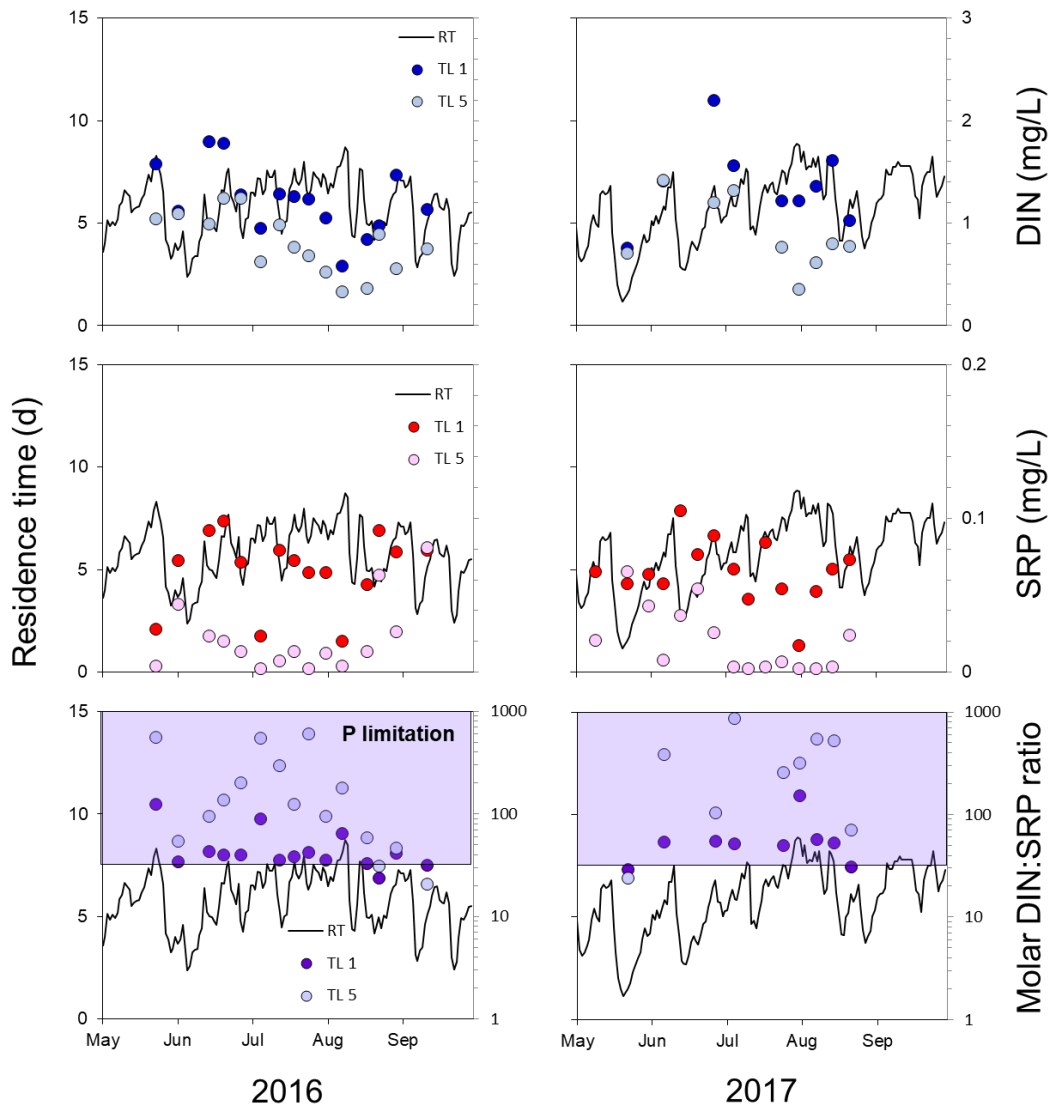 15
10
5
0
RT
TL 1
TL 5
3
2
1
0
DIN (mg/L)
Residence time (d)
15
10
5
0
RT
TL 1
TL 5
0.2
0.1
0
SRP (mg/L)
15
10
5
0
P limitation
RT
TL 1
TL 5
1000
100
10
1
1000
100
10
1
Molar DIN:SRP ratio
May Jun Jul Aug Sep
May Jun Jul Aug Sep
2016 2017